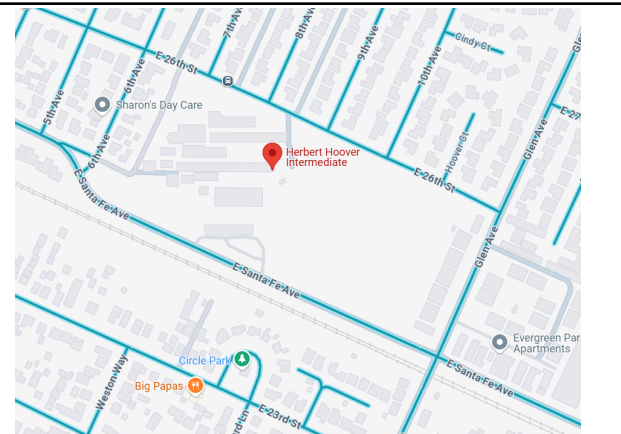 7th Ave
8th Ave
9th Ave
Cindy Ct
10th Ave
E 26th St
6th Ave
5th Ave
Sharon's Day Care
Glen Ave
Hoover Ct
Herbert Hoover
Intermediate
6th Ave
E 26th St
E Santa Fe Ave
Glen Ave
E Santa Fe Ave
Evergreen Par
Apartments
Circle Park
E Santa Fe Ave
Weston Way
Big Papas
E 23rd St
rd Ln